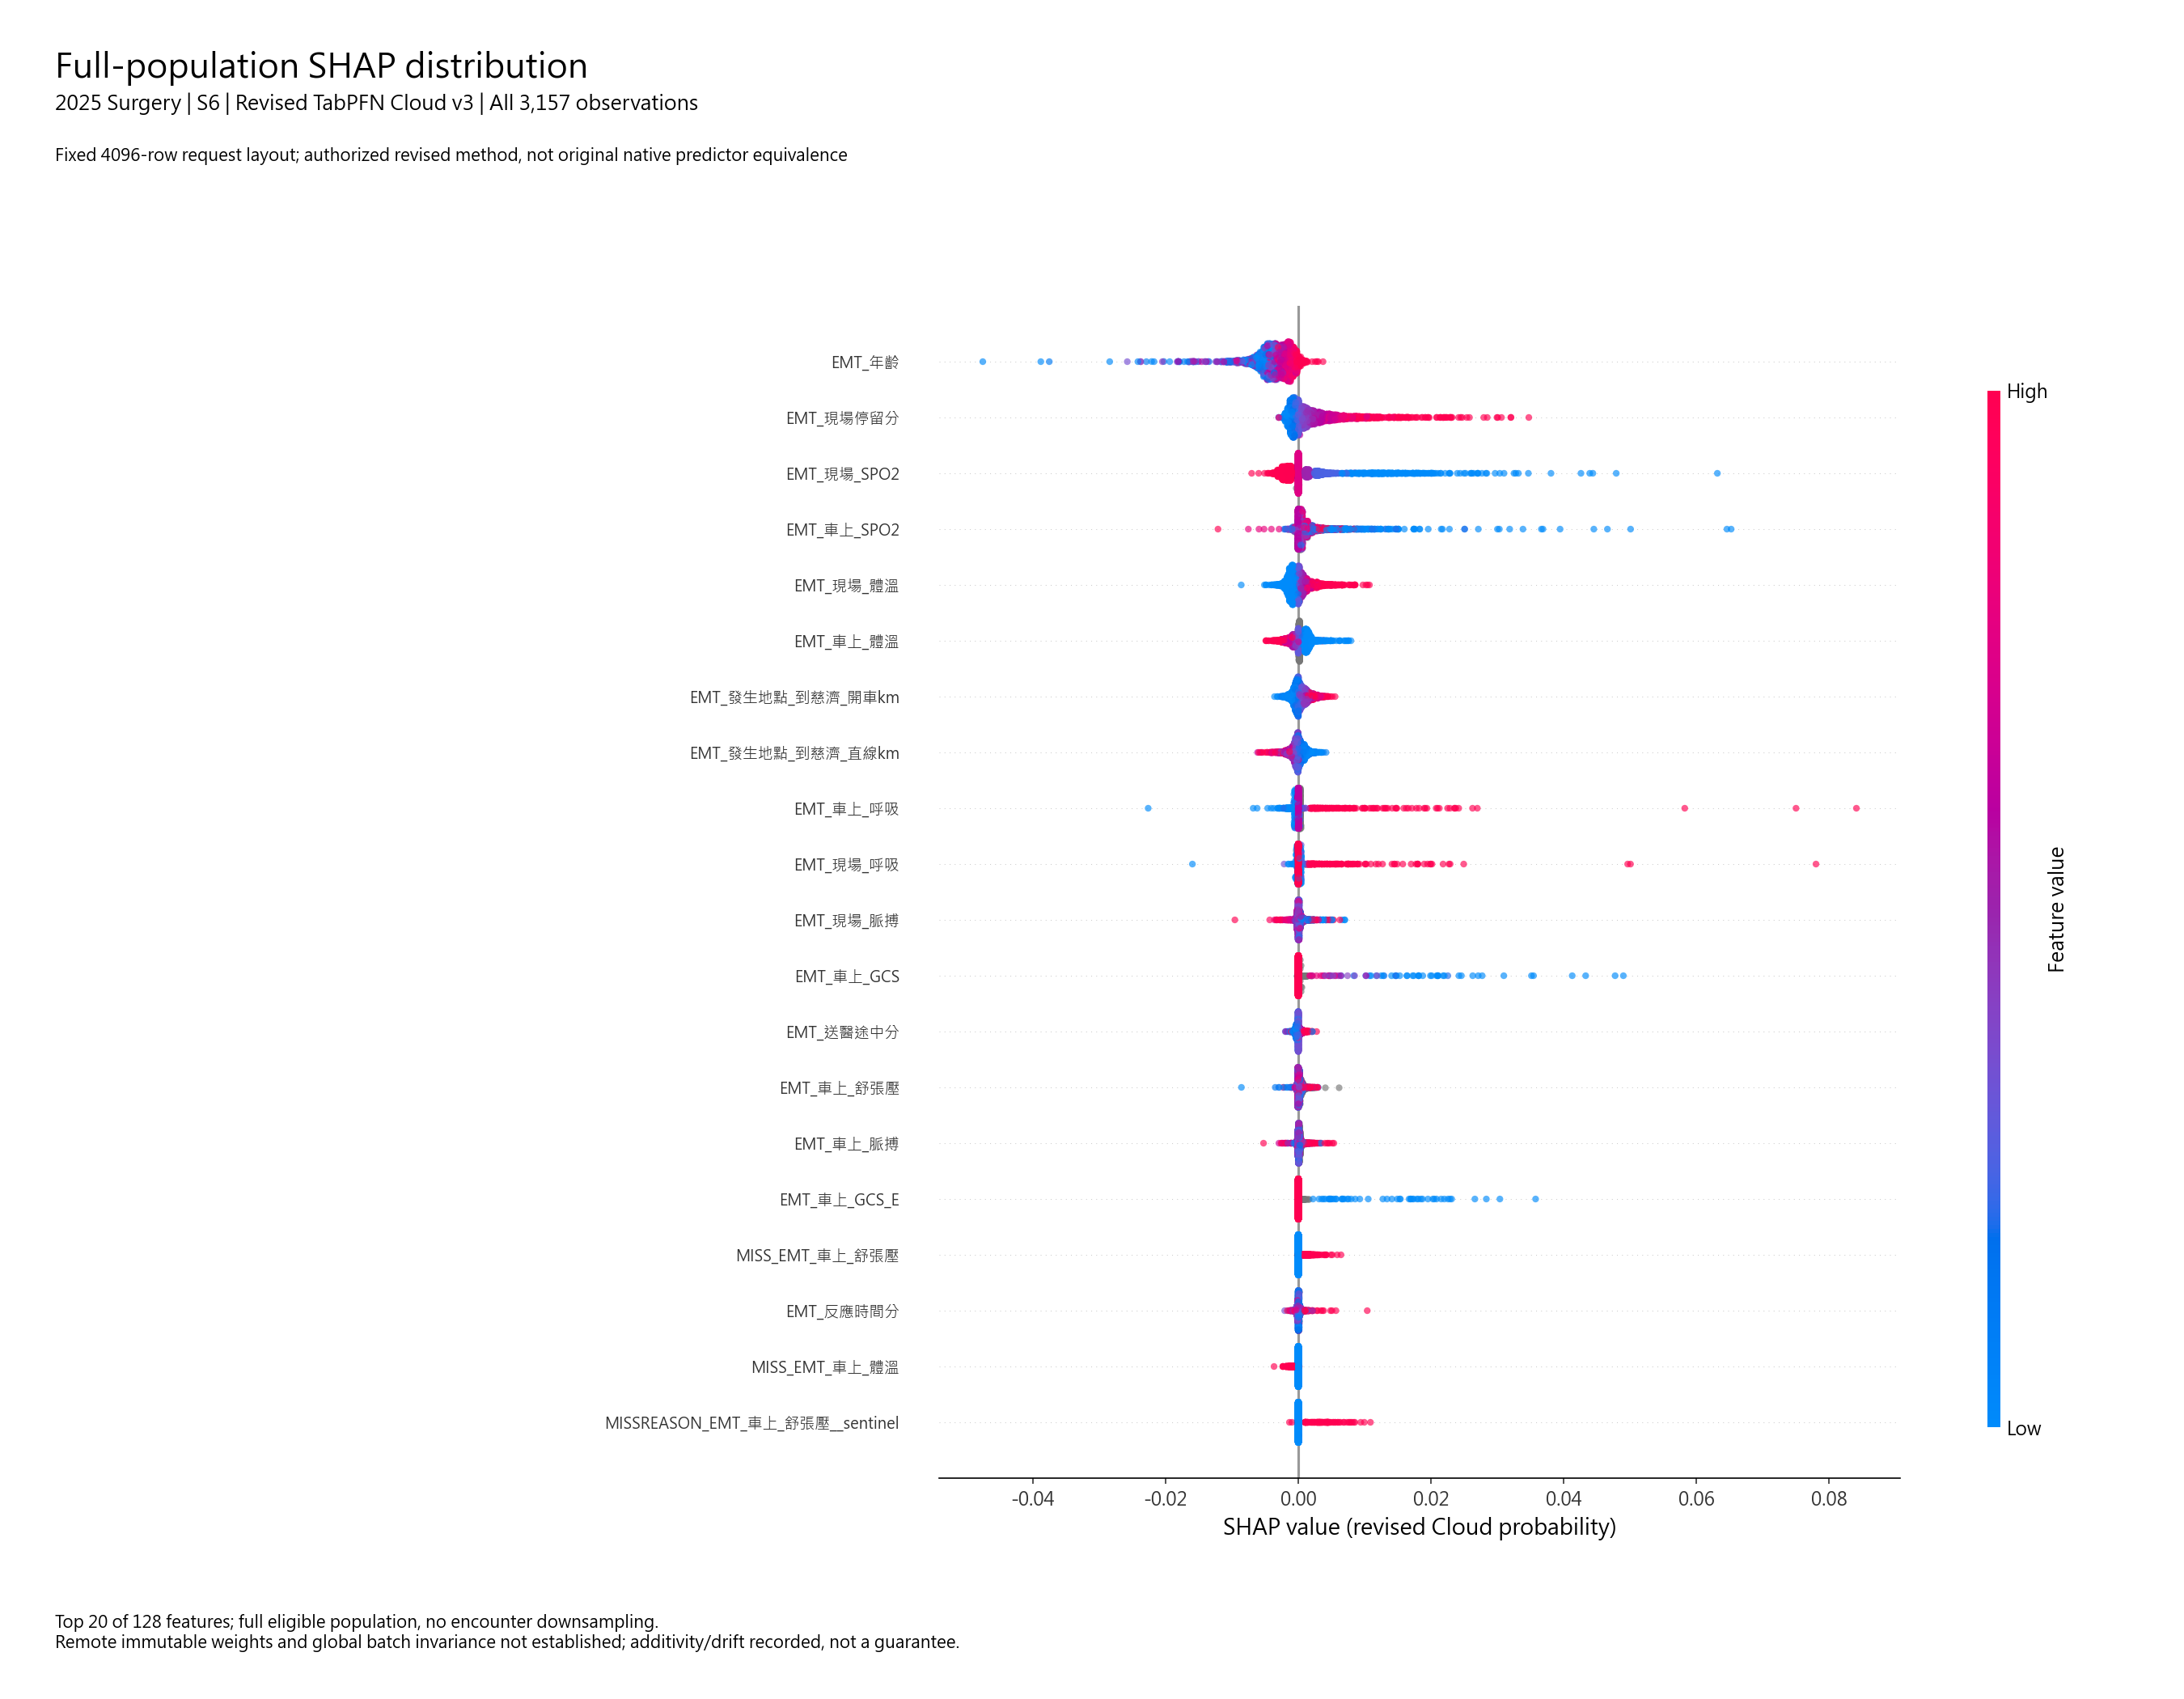 Full-population SHAP distribution
2025 Surgery | S6 | Revised TabPFN Cloud v3 | All 3,157 observations
Fixed 4096-row request layout; authorized revised method, not original native predictor equivalence
EMT_年齡
EMT_現場停留分
EMT_現場_SPO2
EMT_車上_SPO2
EMT_現場_體溫
EMT_車上_體溫
EMT_發生地點_到慈濟_開車km
EMT_發生地點_到慈濟_直線km
EMT_車上_呼吸
EMT_現場_呼吸
EMT_現場_脈搏
EMT_車上_GCS
EMT_送醫途中分
EMT_車上_舒張壓
EMT_車上_脈搏
EMT_車上_GCS_E
MISS_EMT_車上_舒張壓
EMT_反應時間分
MISS_EMT_車上_體溫
MISSREASON_EMT_車上_舒張壓__sentinel
-0.04 -0.02 0.00 0.02 0.04 0.06 0.08
SHAP value (revised Cloud probability)
High
Feature value
Low
Top 20 of 128 features; full eligible population, no encounter downsampling.
Remote immutable weights and global batch invariance not established; additivity/drift recorded, not a guarantee.